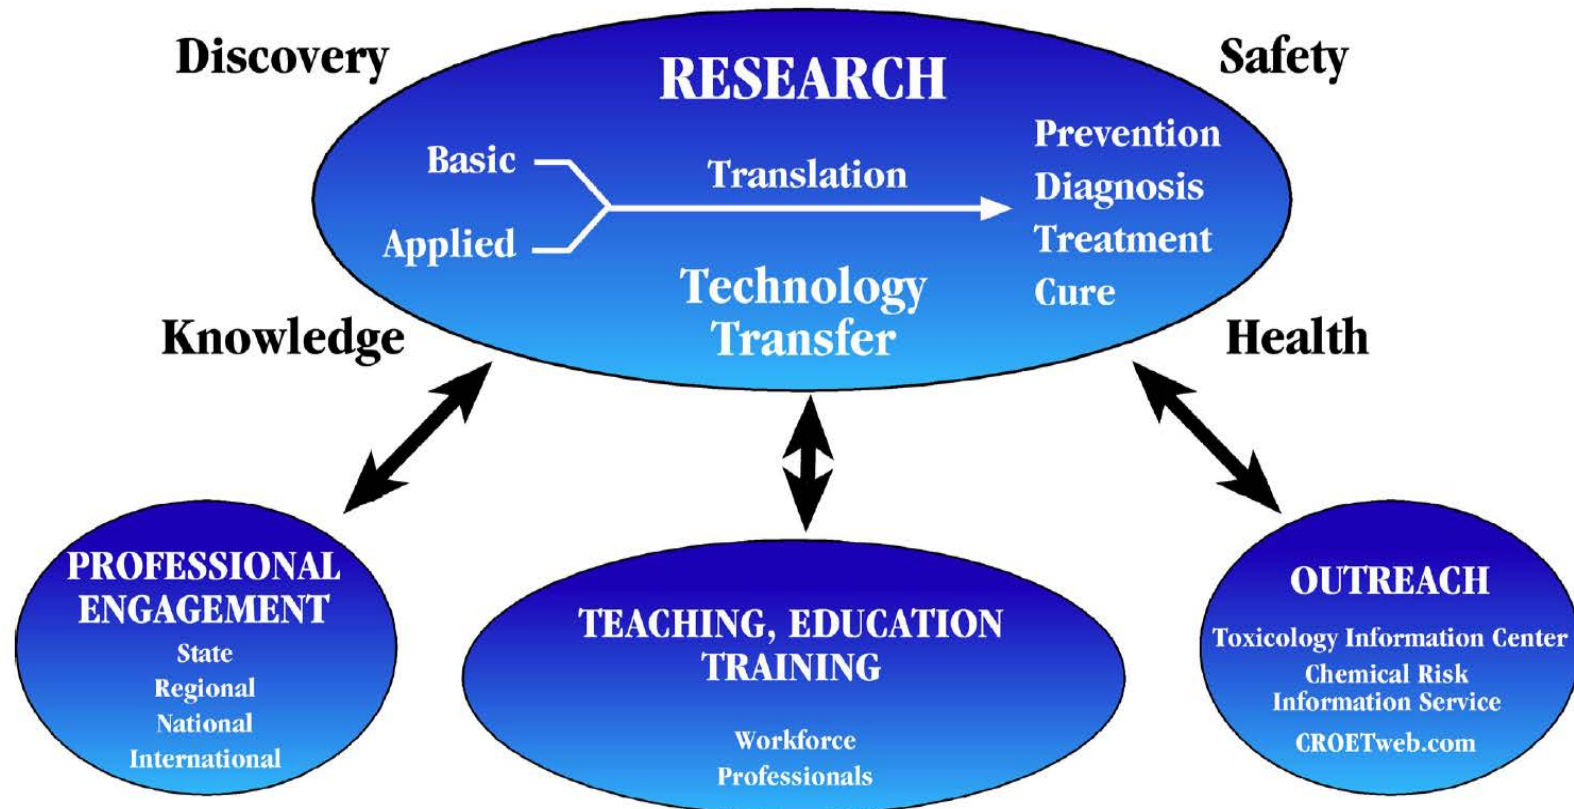 Discovery
Safety
RESEARCH
Basic
Applied
Translation
Technology
Transfer
Prevention
Diagnosis
Treatment
Cure
Knowledge
Health
PROFESSIONAL
ENGAGEMENT
State
Regional
National
International
TEACHING, EDUCATION
TRAINING
Workforce
Professionals
OUTREACH
Toxicology Information Center
Chemical Risk
Information Service
CROETweb.com